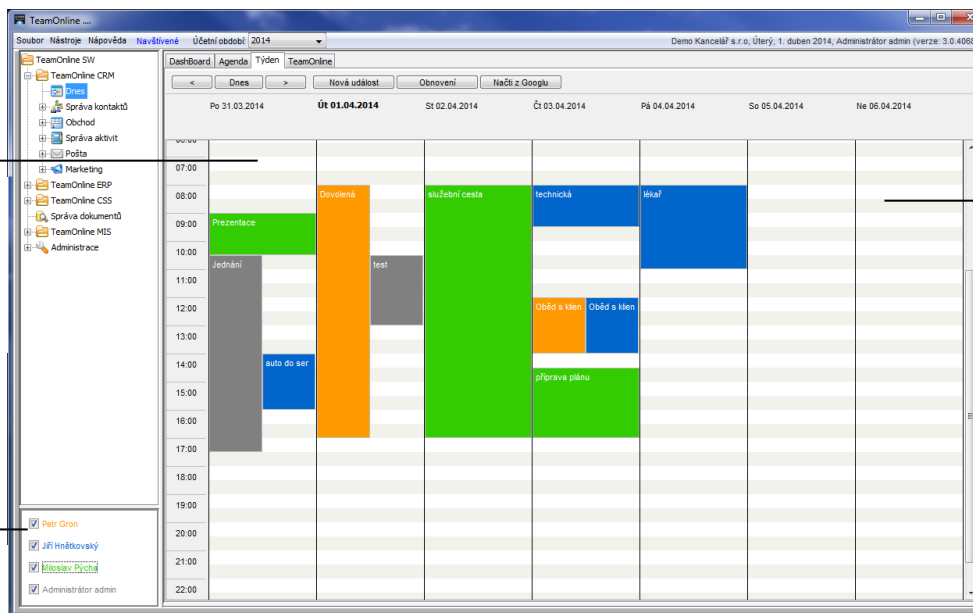 TeamOnline ....
Soubor Nástroje Nápověda Navštívené Účetní období: 2014
Demo Kancelář s.r.o, Úterý, 1. duben 2014, Administrátor admin (verze: 3.0.4068
TeamOnline SW
TeamOnline CRM
Dnes
Správa kontaktů
Obchod
Správa aktivit
Pošta
Marketing
TeamOnline ERP
TeamOnline CSS
Správa dokumentů
TeamOnline MIS
Administrace
DashBoard Agenda Týden TeamOnline
< Dnes > Nová událost Obnovení Načti z Googlu
Po 31.03.2014 Út 01.04.2014 St 02.04.2014 Čt 03.04.2014 Pá 04.04.2014 So 05.04.2014 Ne 06.04.2014
07:00
08:00 Dovolená služební cesta technická lékař
09:00 Prezentace
10:00
Jednání test
11:00
12:00 Oběd s klien Oběd s klien
13:00
14:00 auto do ser
příprava plánu
15:00
16:00
17:00
18:00
19:00
20:00
21:00
22:00
Petr Gron
Jiří Hnětkovský
Miloslav Pýcha
Administrátor admin